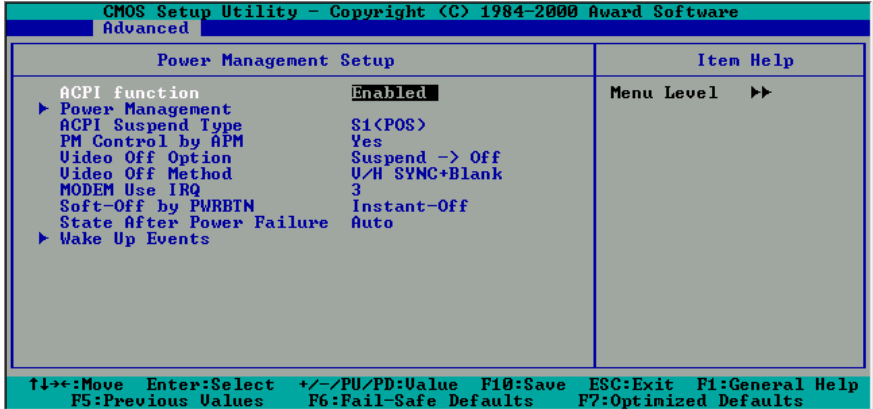 CMOS Setup Utility - Copyright (C) 1984-2000 Award Software
Advanced
Power Management Setup
Item Help
ACPI function Enabled
Menu Level ▶▶
▶ Power Management
ACPI Suspend Type S1(POS)
PM Control by APM Yes
Video Off Option Suspend -> Off
Video Off Method V/H SYNC+Blank
MODEM Use IRQ 3
Soft-Off by PWRBTN Instant-Off
State After Power Failure Auto
▶ Wake Up Events
↑↓→←:Move Enter:Select +/-/PU/PD:Value F10:Save ESC:Exit F1:General Help
F5:Previous Values F6:Fail-Safe Defaults F7:Optimized Defaults